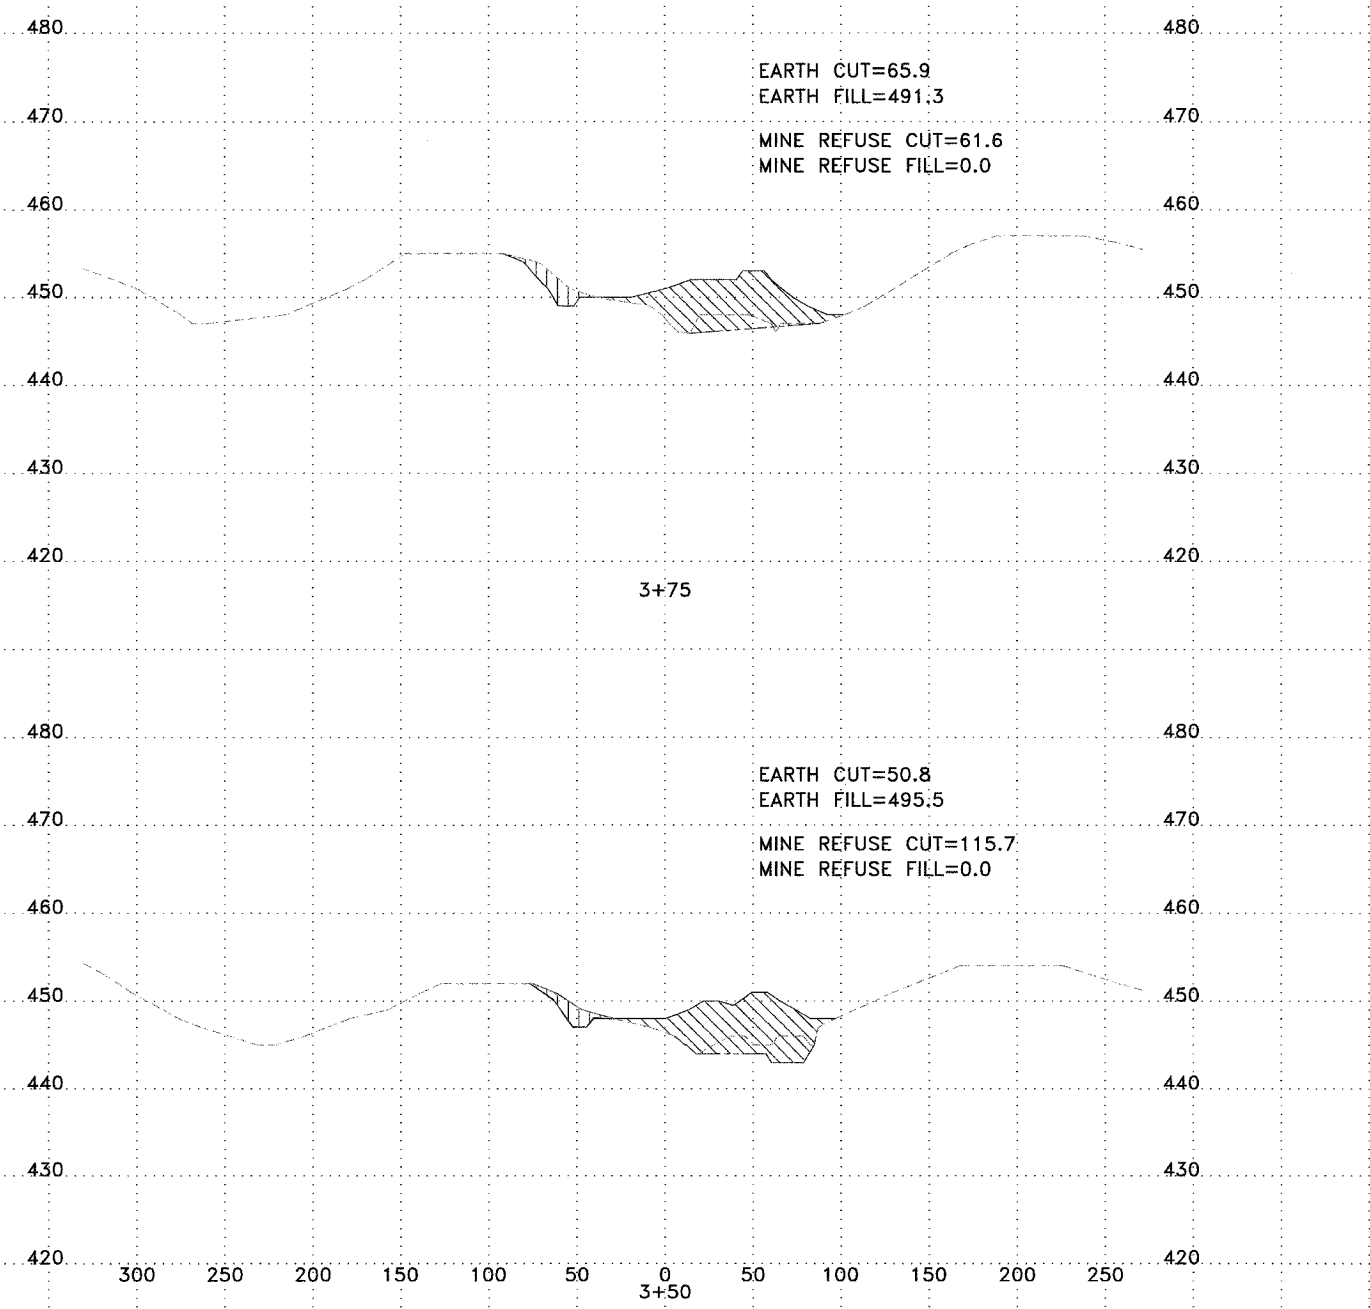 480 480
EARTH CUT=65.9
EARTH FILL=491.3
470 470
MINE REFUSE CUT=61.6
MINE REFUSE FILL=0.0
460 460
450 450
440 440
430 430
420 420
3+75
480 480
EARTH CUT=50.8
EARTH FILL=495.5
470 470
MINE REFUSE CUT=115.7
MINE REFUSE FILL=0.0
460 460
450 450
440 440
430 430
420 420
300 250 200 150 100 50 0 50 100 150 200 250
3+50